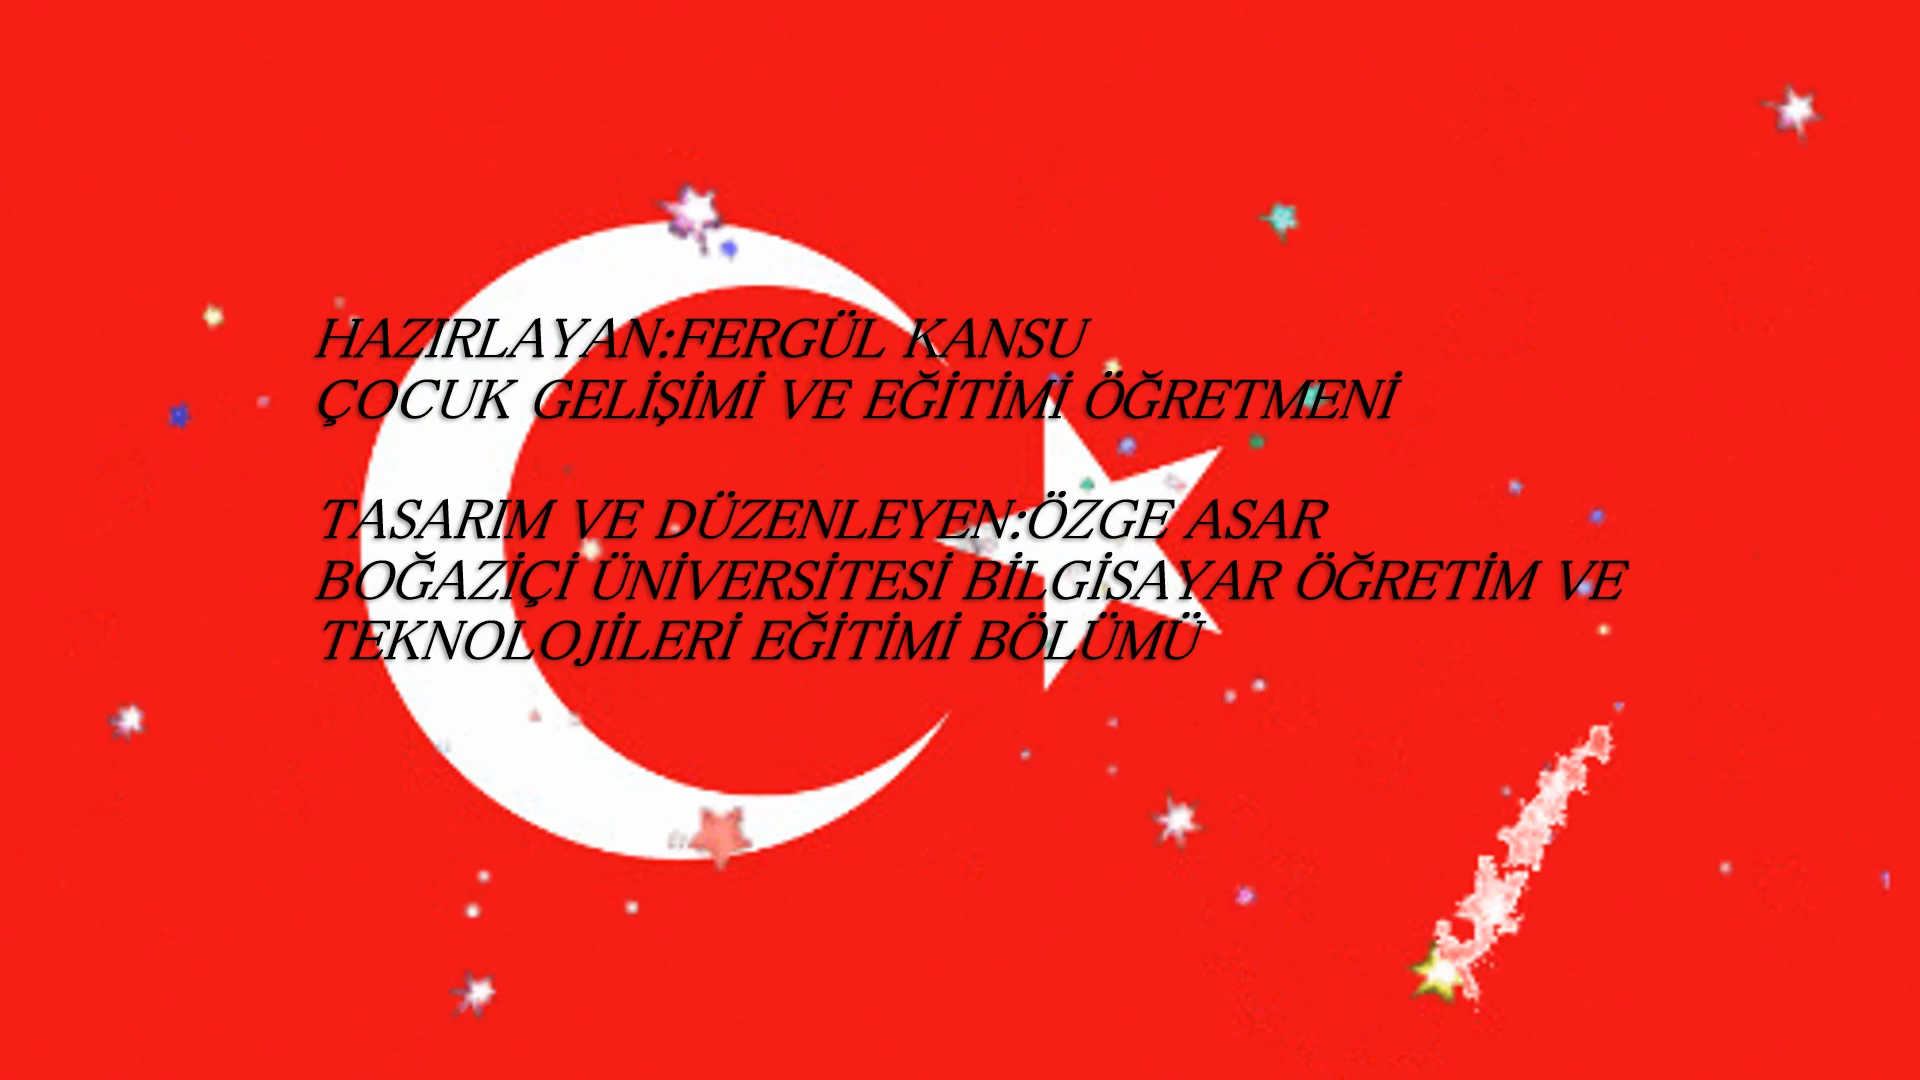 HAZIRLAYAN:FERGÜL KANSU
ÇOCUK GELİŞİMİ VE EĞİTİMİ ÖĞRETMENİ
TASARIM VE DÜZENLEYEN:ÖZGE ASAR
BOĞAZİÇİ ÜNİVERSİTESİ BİLGİSAYAR ÖĞRETİM VE
TEKNOLOJİLERİ EĞİTİMİ BÖLÜMÜ